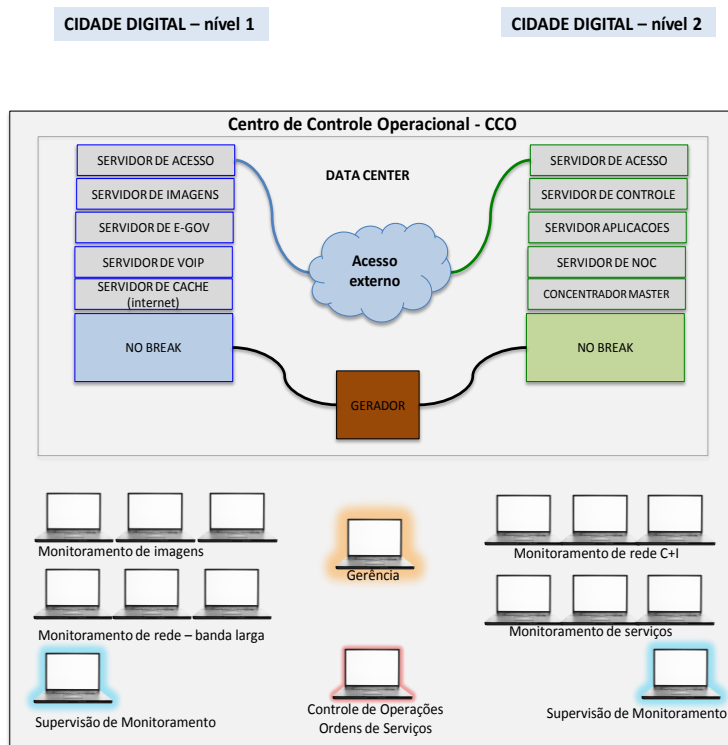 CIDADE DIGITAL – nível 1
CIDADE DIGITAL – nível 2
Centro de Controle Operacional - CCO
DATA CENTER
SERVIDOR DE ACESSO
SERVIDOR DE IMAGENS
SERVIDOR DE E-GOV
SERVIDOR DE VOIP
SERVIDOR DE CACHE
(internet)
NO BREAK
Acesso
externo
GERADOR
SERVIDOR DE ACESSO
SERVIDOR DE CONTROLE
SERVIDOR APLICACOES
SERVIDOR DE NOC
CONCENTRADOR MASTER
NO BREAK
Monitoramento de imagens
Gerência
Monitoramento de rede C+I
Monitoramento de rede – banda larga
Monitoramento de serviços
Supervisão de Monitoramento
Controle de Operações
Ordens de Serviços
Supervisão de Monitoramento